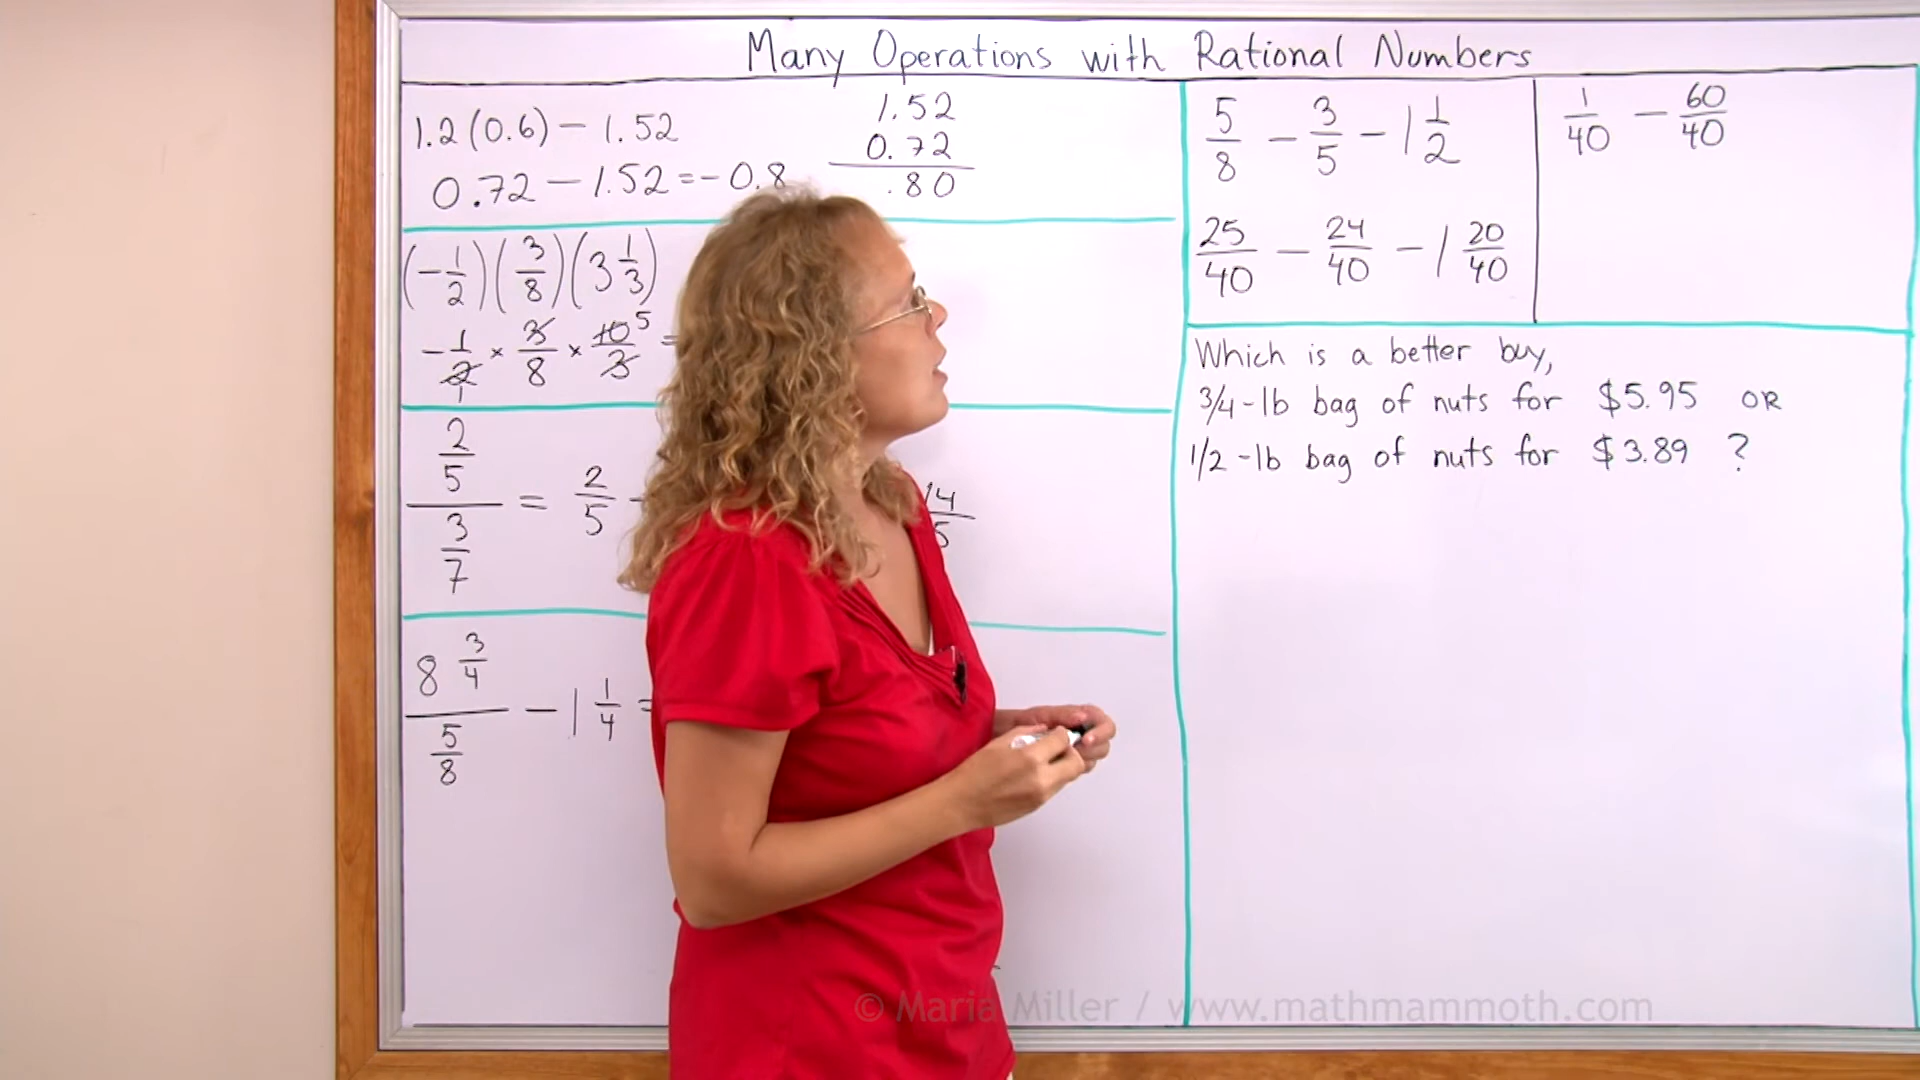 Many Operations with Rational Numbers
1.2(0.6) - 1.52
0.72 - 1.52 = -0.8
1.52
0.72
.80
(-1/2)(3/8)(3 1/3)
-1/2 1 × 3/8 × 10/3 5 =
2/5
3/7
= 2/5
14/5
8 3/4
5/8
- 1 1/4 =
5/8 - 3/5 - 1 1/2
25/40 - 24/40 - 1 20/40
1/40 - 60/40
Which is a better buy,
3/4-lb bag of nuts for $5.95 OR
1/2-lb bag of nuts for $3.89 ?
© Maria Miller / www.mathmammoth.com